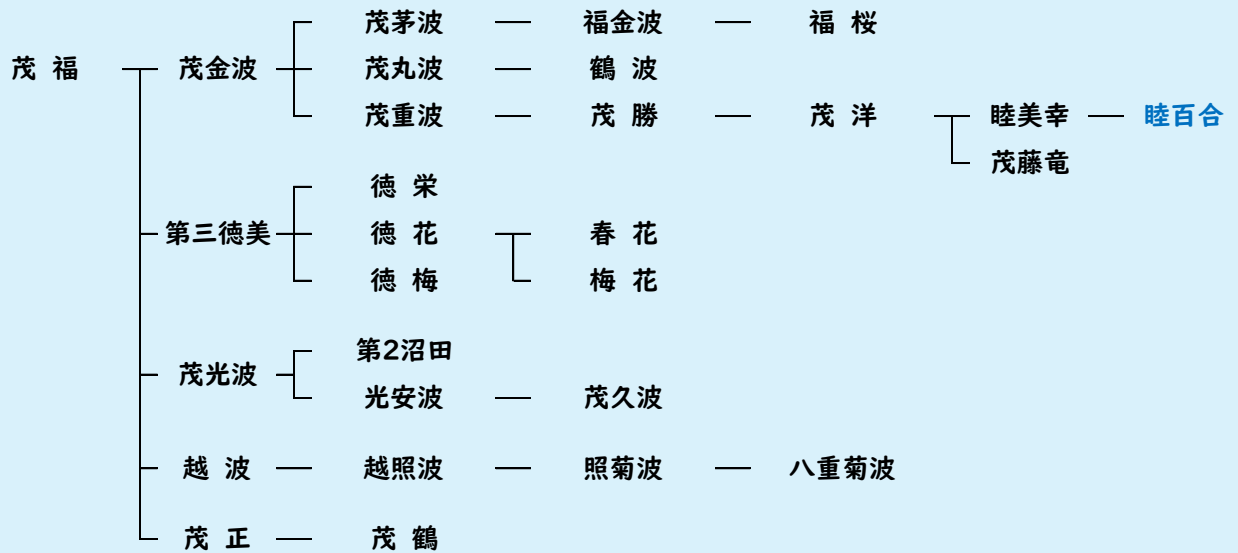 茂茅波 福金波 福桜
茂福 茂金波 茂丸波 鶴波
茂重波 茂勝 茂洋 睦美幸 睦百合
茂藤竜
徳栄
第三徳美 徳花 春花
徳梅 梅花
第2沼田
茂光波
光安波 茂久波
越波 越照波 照菊波 八重菊波
茂正 茂鶴